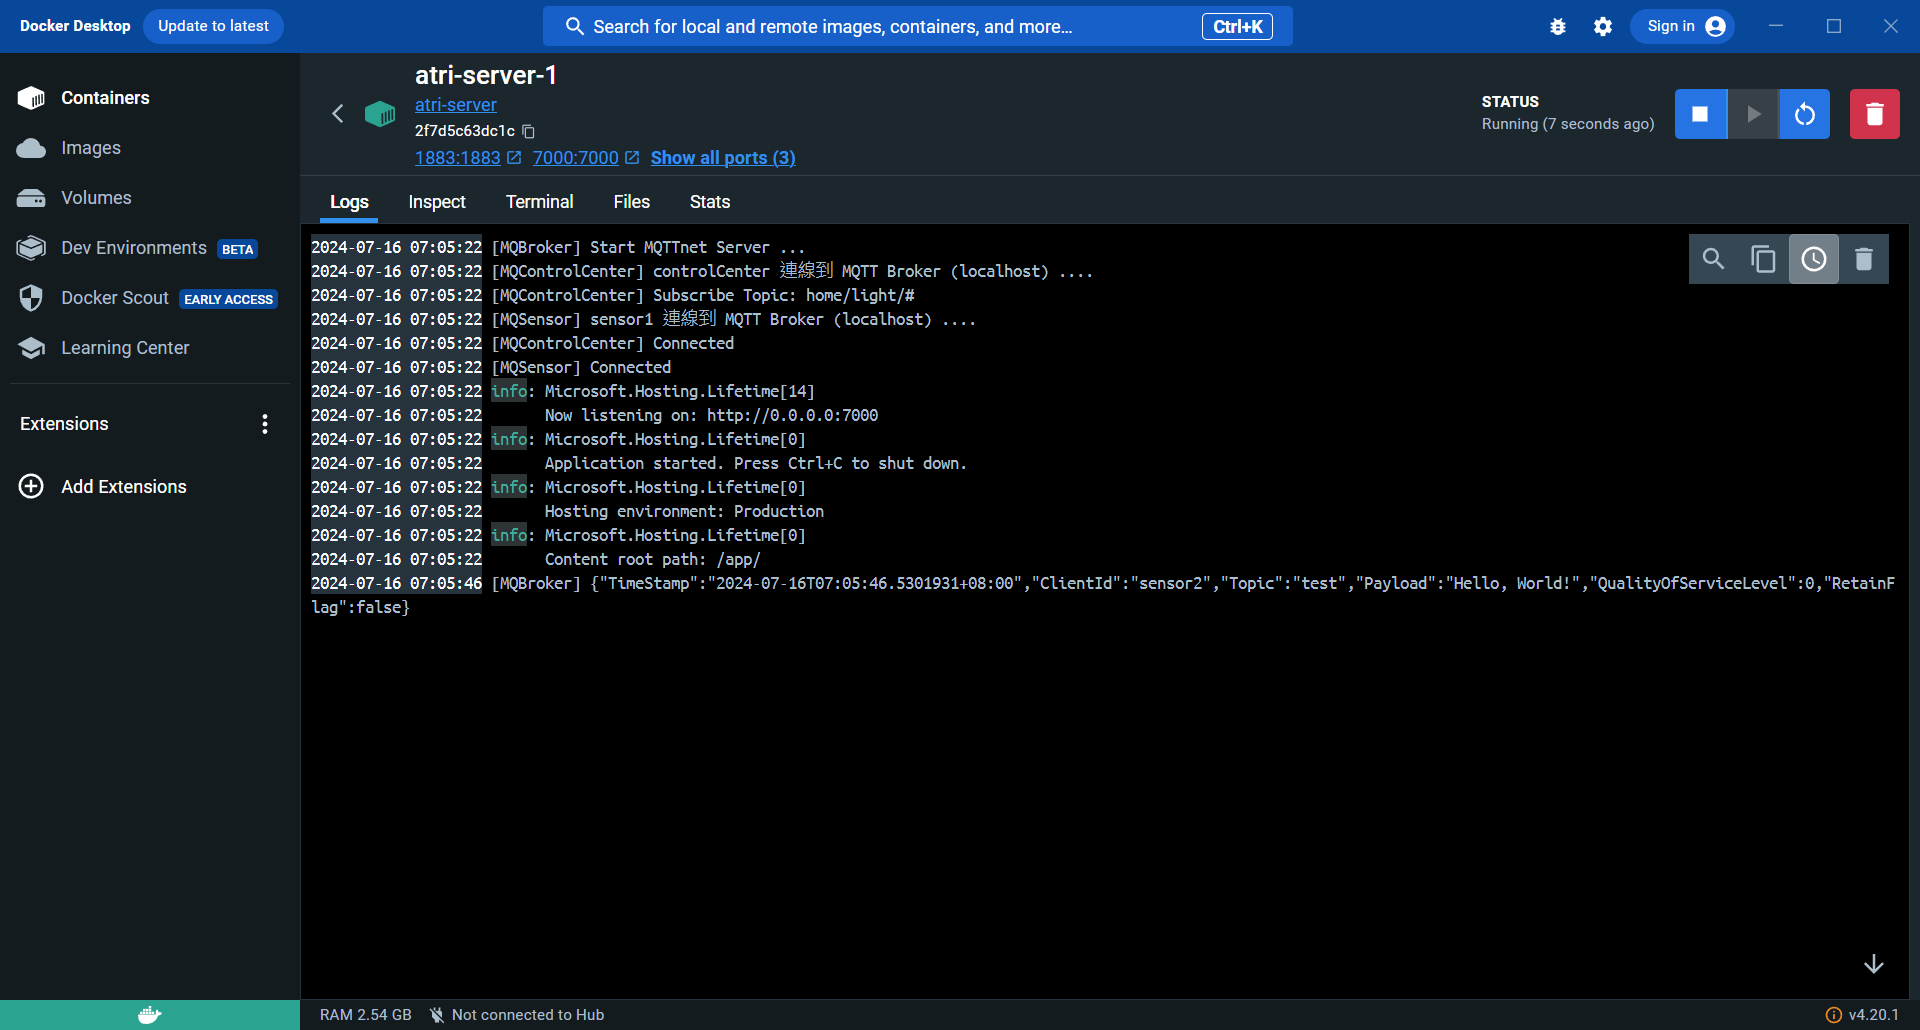 Docker Desktop Update to latest Search for local and remote images, containers, and more... Ctrl+K Sign in
Containers
Images
Volumes
Dev Environments BETA
Docker Scout EARLY ACCESS
Learning Center
Extensions
Add Extensions
atri-server-1
atri-server
2f7d5c63dc1c
1883:1883 7000:7000 Show all ports (3)
STATUS
Running (7 seconds ago)
Logs Inspect Terminal Files Stats
2024-07-16 07:05:22 [MQBroker] Start MQTTnet Server ...
2024-07-16 07:05:22 [MQControlCenter] controlCenter 連線到 MQTT Broker (localhost) ....
2024-07-16 07:05:22 [MQControlCenter] Subscribe Topic: home/light/#
2024-07-16 07:05:22 [MQSensor] sensor1 連線到 MQTT Broker (localhost) ....
2024-07-16 07:05:22 [MQControlCenter] Connected
2024-07-16 07:05:22 [MQSensor] Connected
2024-07-16 07:05:22 info: Microsoft.Hosting.Lifetime[14]
2024-07-16 07:05:22 Now listening on: http://0.0.0.0:7000
2024-07-16 07:05:22 info: Microsoft.Hosting.Lifetime[0]
2024-07-16 07:05:22 Application started. Press Ctrl+C to shut down.
2024-07-16 07:05:22 info: Microsoft.Hosting.Lifetime[0]
2024-07-16 07:05:22 Hosting environment: Production
2024-07-16 07:05:22 info: Microsoft.Hosting.Lifetime[0]
2024-07-16 07:05:22 Content root path: /app/
2024-07-16 07:05:46 [MQBroker] {"TimeStamp":"2024-07-16T07:05:46.5301931+08:00","ClientId":"sensor2","Topic":"test","Payload":"Hello, World!","QualityOfServiceLevel":0,"RetainF
lag":false}
RAM 2.54 GB Not connected to Hub v4.20.1